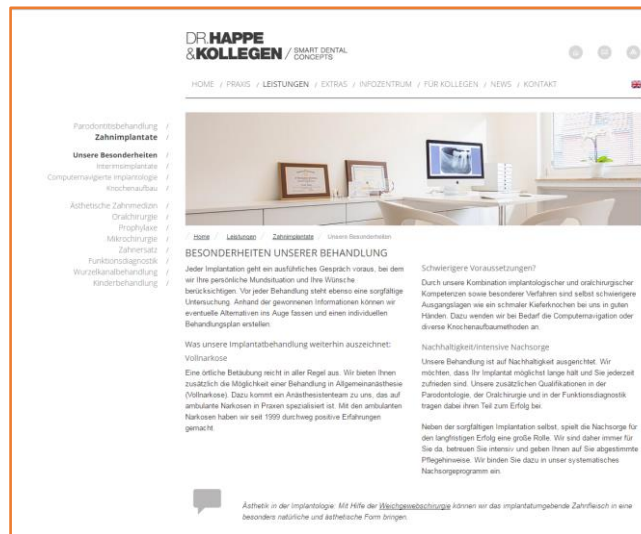 DR.HAPPE
&KOLLEGEN / SMART DENTAL CONCEPTS
HOME / PRAXIS / LEISTUNGEN / EXTRAS / INFOZENTRUM / FÜR KOLLEGEN / NEWS / KONTAKT
Parodontitisbehandlung /
Zahnimplantate /
Unsere Besonderheiten /
Interimsimplantate /
Computernavigierte Implantologie /
Knochenaufbau /
Ästhetische Zahnmedizin /
Oralchirurgie /
Prophylaxe /
Mikrochirurgie /
Zahnersatz /
Funktionsdiagnostik /
Wurzelkanalbehandlung /
Kinderbehandlung /
/ Home / Leistungen / Zahnimplantate / Unsere Besonderheiten
BESONDERHEITEN UNSERER BEHANDLUNG
Jeder Implantation geht ein ausführliches Gespräch voraus, bei dem
wir Ihre persönliche Mundsituation und Ihre Wünsche
berücksichtigen. Vor jeder Behandlung steht ebenso eine sorgfältige
Untersuchung. Anhand der gewonnenen Informationen können wir
eventuelle Alternativen ins Auge fassen und einen individuellen
Behandlungsplan erstellen.
Was unsere Implantatbehandlung weiterhin auszeichnet:
Vollnarkose
Eine örtliche Betäubung reicht in aller Regel aus. Wir bieten Ihnen
zusätzlich die Möglichkeit einer Behandlung in Allgemeinanästhesie
(Vollnarkose). Dazu kommt ein Anästhesistenteam zu uns, das auf
ambulante Narkosen in Praxen spezialisiert ist. Mit den ambulanten
Narkosen haben wir seit 1999 durchweg positive Erfahrungen
gemacht.
Schwierigere Voraussetzungen?
Durch unsere Kombination implantologischer und oralchirurgischer
Kompetenzen sowie besonderer Verfahren sind selbst schwierigere
Ausgangslagen wie ein schmaler Kieferknochen bei uns in guten
Händen. Dazu wenden wir bei Bedarf die Computernavigation oder
diverse Knochenaufbaumethoden an.
Nachhaltigkeit/intensive Nachsorge
Unsere Behandlung ist auf Nachhaltigkeit ausgerichtet. Wir
möchten, dass Ihr Implantat möglichst lange hält und Sie jederzeit
zufrieden sind. Unsere zusätzlichen Qualifikationen in der
Parodontologie, der Oralchirurgie und in der Funktionsdiagnostik
tragen dabei ihren Teil zum Erfolg bei.
Neben der sorgfältigen Implantation selbst, spielt die Nachsorge für
den langfristigen Erfolg eine große Rolle. Wir sind daher immer für
Sie da, betreuen Sie intensiv und geben Ihnen auf Sie abgestimmte
Pflegehinweise. Wir binden Sie dazu in unser systematisches
Nachsorgeprogramm ein.
Ästhetik in der Implantologie: Mit Hilfe der Weichgewebschirurgie können wir das implantatumgebende Zahnfleisch in eine
besonders natürliche und ästhetische Form bringen.